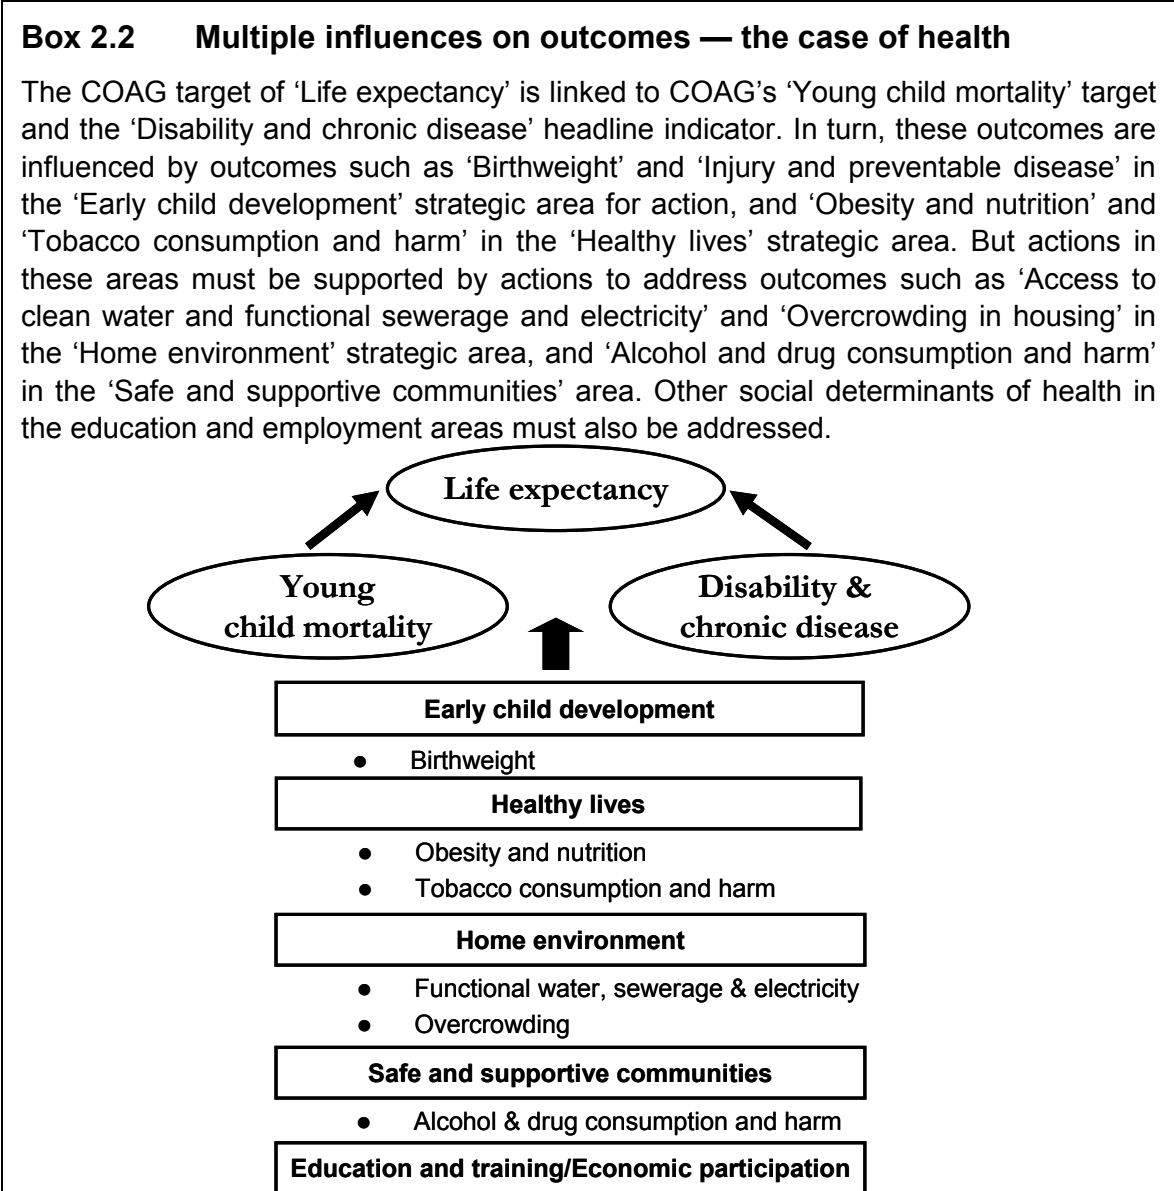 Box 2.2 Multiple influences on outcomes — the case of health
The COAG target of ‘Life expectancy’ is linked to COAG’s ‘Young child mortality’ target
and the ‘Disability and chronic disease’ headline indicator. In turn, these outcomes are
influenced by outcomes such as ‘Birthweight’ and ‘Injury and preventable disease’ in
the ‘Early child development’ strategic area for action, and ‘Obesity and nutrition’ and
‘Tobacco consumption and harm’ in the ‘Healthy lives’ strategic area. But actions in
these areas must be supported by actions to address outcomes such as ‘Access to
clean water and functional sewerage and electricity’ and ‘Overcrowding in housing’ in
the ‘Home environment’ strategic area, and ‘Alcohol and drug consumption and harm’
in the ‘Safe and supportive communities’ area. Other social determinants of health in
the education and employment areas must also be addressed.
Life expectancy
Young
child mortality
Disability &
chronic disease
Early child development
● Birthweight
Healthy lives
● Obesity and nutrition
● Tobacco consumption and harm
Home environment
● Functional water, sewerage & electricity
● Overcrowding
Safe and supportive communities
● Alcohol & drug consumption and harm
Education and training/Economic participation